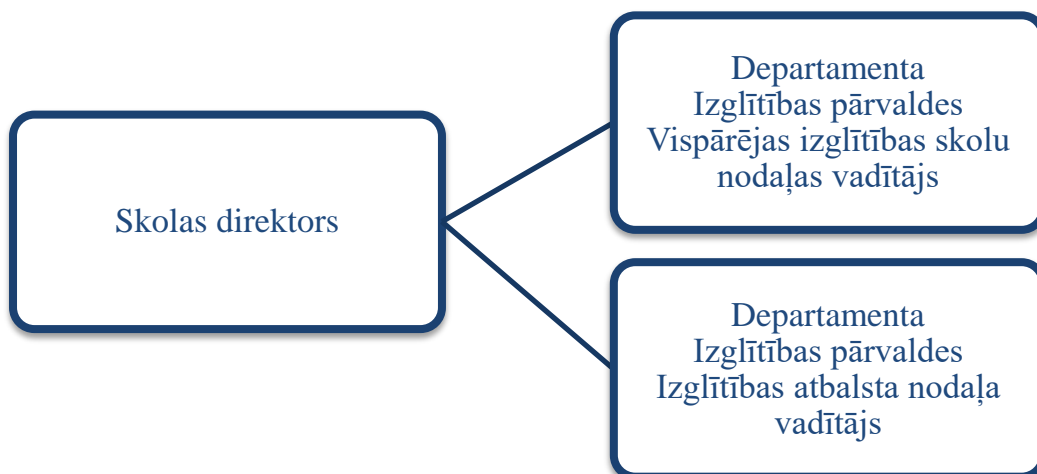 Skolas direktors
Departamenta
Izglītības pārvaldes
Vispārējas izglītības skolu
nodaļas vadītājs
Departamenta
Izglītības pārvaldes
Izglītības atbalsta nodaļa
vadītājs